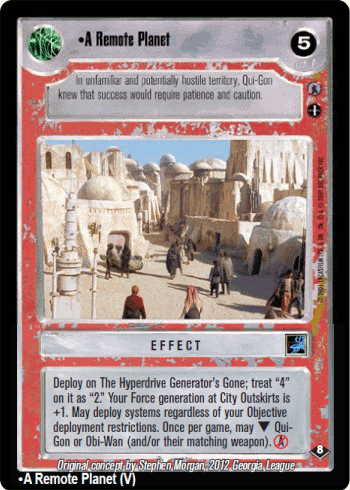 •A Remote Planet
5
In unfamiliar and potentially hostile territory, Qui-Gon
knew that success would require patience and caution.
EFFECT
Deploy on The Hyperdrive Generator's Gone; treat “4”
on it as “2.” Your Force generation at City Outskirts is
+1. May deploy systems regardless of your Objective
deployment restrictions. Once per game, may ▼ Qui-
Gon or Obi-Wan (and/or their matching weapon). A
8
Original concept by Stephen Morgan, 2012 Georgia League
•A Remote Planet (V)